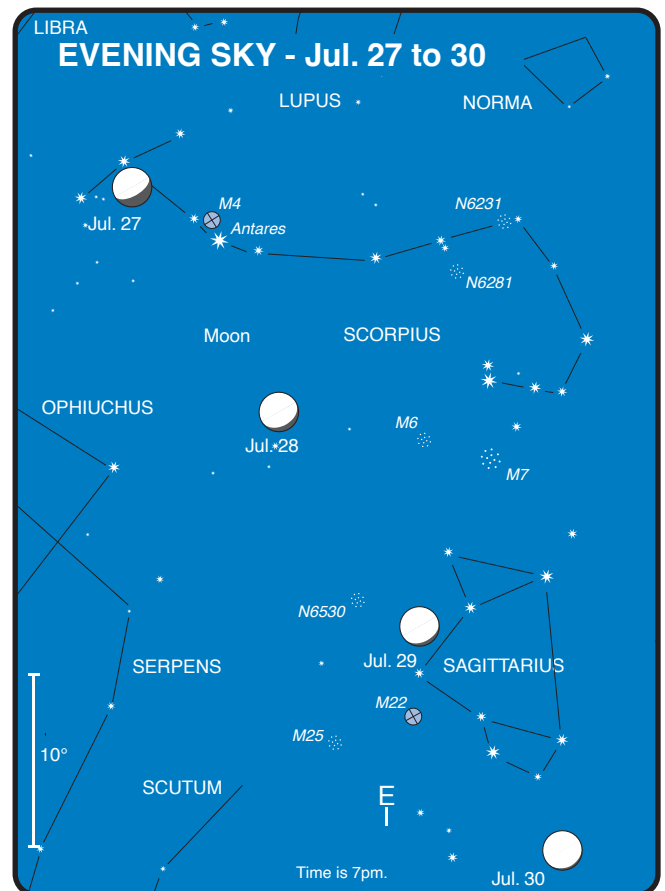 LIBRA
EVENING SKY - Jul. 27 to 30
LUPUS
NORMA
M4
N6231
Jul. 27
Antares
N6281
Moon
SCORPIUS
OPHIUCHUS
M6
Jul. 28
M7
N6530
Jul. 29
SERPENS
SAGITTARIUS
M22
M25
10°
SCUTUM
E
Time is 7pm.
Jul. 30